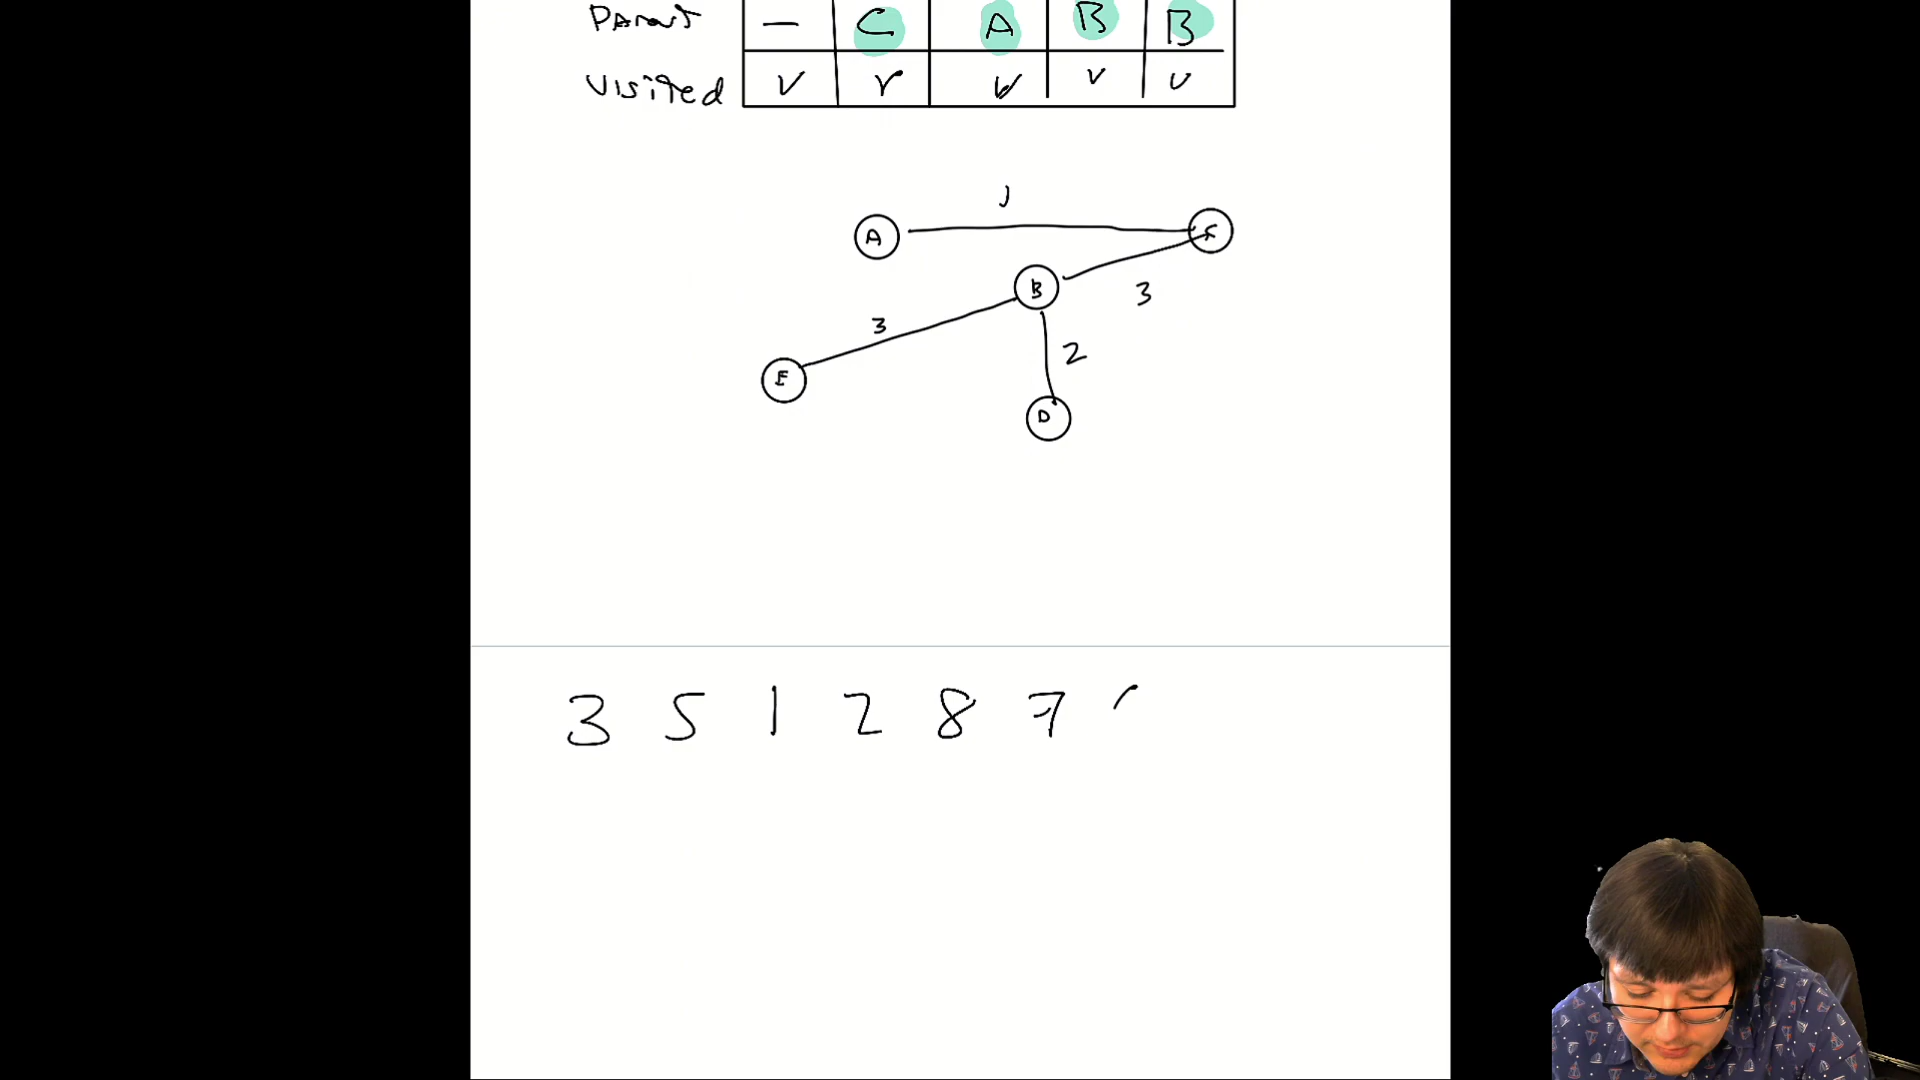 Parent — C A B B
Visited v v v v v
1
A C
B
3
3
2
E
D
3 5 1 2 8 7